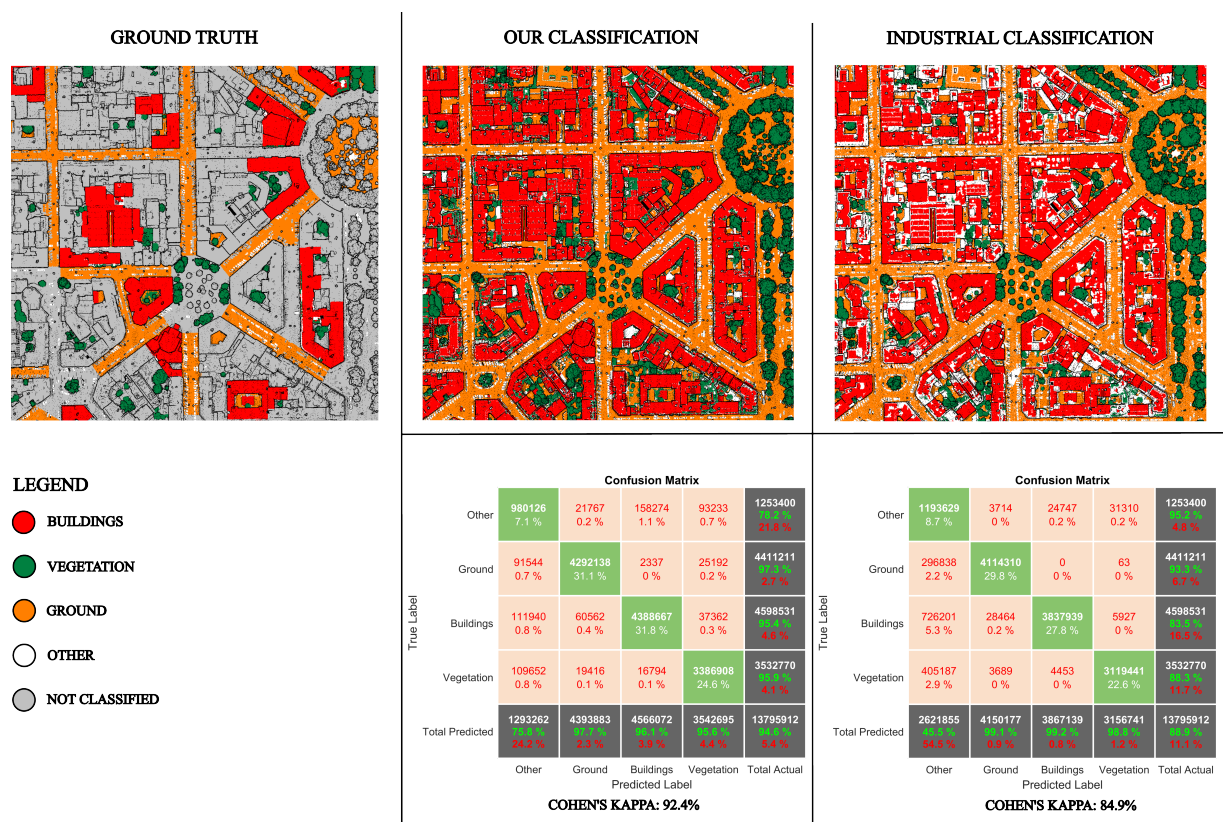 GROUND TRUTH
OUR CLASSIFICATION
INDUSTRIAL CLASSIFICATION
LEGEND
BUILDINGS
VEGETATION
GROUND
OTHER
NOT CLASSIFIED
Confusion Matrix
True Label
Other 980126 21767 158274 93233 1253400
7.1 % 0.2 % 1.1 % 0.7 % 78.2 %
21.8 %
Ground 91544 4292138 2337 25192 4411211
0.7 % 31.1 % 0 % 0.2 % 97.3 %
2.7 %
Buildings 111940 60562 4388667 37362 4598531
0.8 % 0.4 % 31.8 % 0.3 % 95.4 %
4.6 %
Vegetation 109652 19416 16794 3386908 3532770
0.8 % 0.1 % 0.1 % 24.6 % 95.9 %
4.1 %
Total Predicted 1293262 4393883 4566072 3542695 13795912
75.8 % 97.7 % 96.1 % 95.6 % 94.6 %
24.2 % 2.3 % 3.9 % 4.4 % 5.4 %
Other Ground Buildings Vegetation Total Actual
Predicted Label
COHEN'S KAPPA: 92.4%
Confusion Matrix
True Label
Other 1193629 3714 24747 31310 1253400
8.7 % 0 % 0.2 % 0.2 % 95.2 %
4.8 %
Ground 296838 4114310 0 63 4411211
2.2 % 29.8 % 0 % 0 % 93.3 %
6.7 %
Buildings 726201 28464 3837939 5927 4598531
5.3 % 0.2 % 27.8 % 0 % 83.5 %
16.5 %
Vegetation 405187 3689 4453 3119441 3532770
2.9 % 0 % 0 % 22.6 % 88.3 %
11.7 %
Total Predicted 2621855 4150177 3867139 3156741 13795912
45.5 % 99.1 % 99.2 % 98.8 % 88.9 %
54.5 % 0.9 % 0.8 % 1.2 % 11.1 %
Other Ground Buildings Vegetation Total Actual
Predicted Label
COHEN'S KAPPA: 84.9%